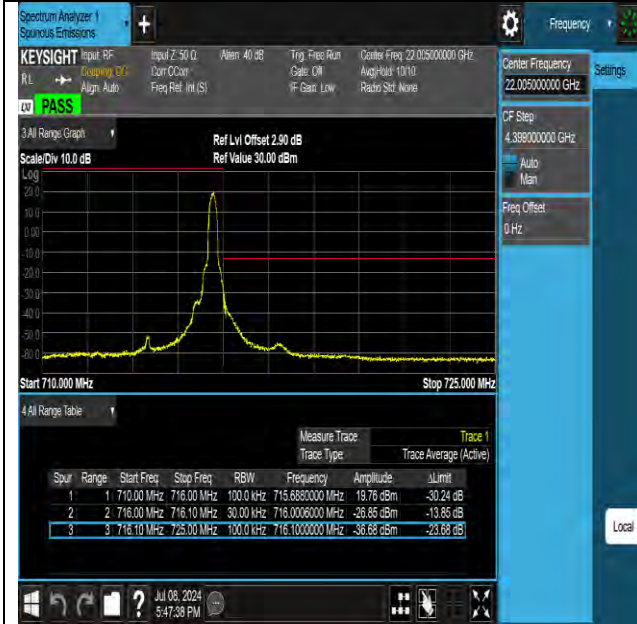 Spectrum Analyzer 1
Spurious Emissions
Frequency
KEYSIGHT
RL
Input: RF
Coupling: DC
Align: Auto
Input Z: 50 Ω
Corr CCorr
Freq Ref: Int (S)
Atten: 40 dB
Trig: Free Run
Gate: Off
IF Gain: Low
Center Freq: 22.005000000 GHz
Avg|Hold: 10/10
Radio Std: None
LXI
PASS
3 All Range Graph
Scale/Div 10.0 dB
Ref Lvl Offset 2.90 dB
Ref Value 30.00 dBm
Log
20.0
10.0
0.00
-10.0
-20.0
-30.0
-40.0
-50.0
-60.0
Start 710.000 MHz
Stop 725.000 MHz
4 All Range Table
Measure Trace Trace 1
Trace Type Trace Average (Active)
Spur Range Start Freq Stop Freq RBW Frequency Amplitude ΔLimit
1 1 710.00 MHz 716.00 MHz 100.0 kHz 715.6880000 MHz 19.76 dBm -30.24 dB
2 2 716.00 MHz 716.10 MHz 30.00 kHz 716.0006000 MHz -26.85 dBm -13.85 dB
3 3 716.10 MHz 725.00 MHz 100.0 kHz 716.1000000 MHz -36.68 dBm -23.68 dB
Center Frequency
22.005000000 GHz
Settings
CF Step
4.399000000 GHz
Auto
Man
Freq Offset
0 Hz
Local
?
Jul 08, 2024
5:47:38 PM